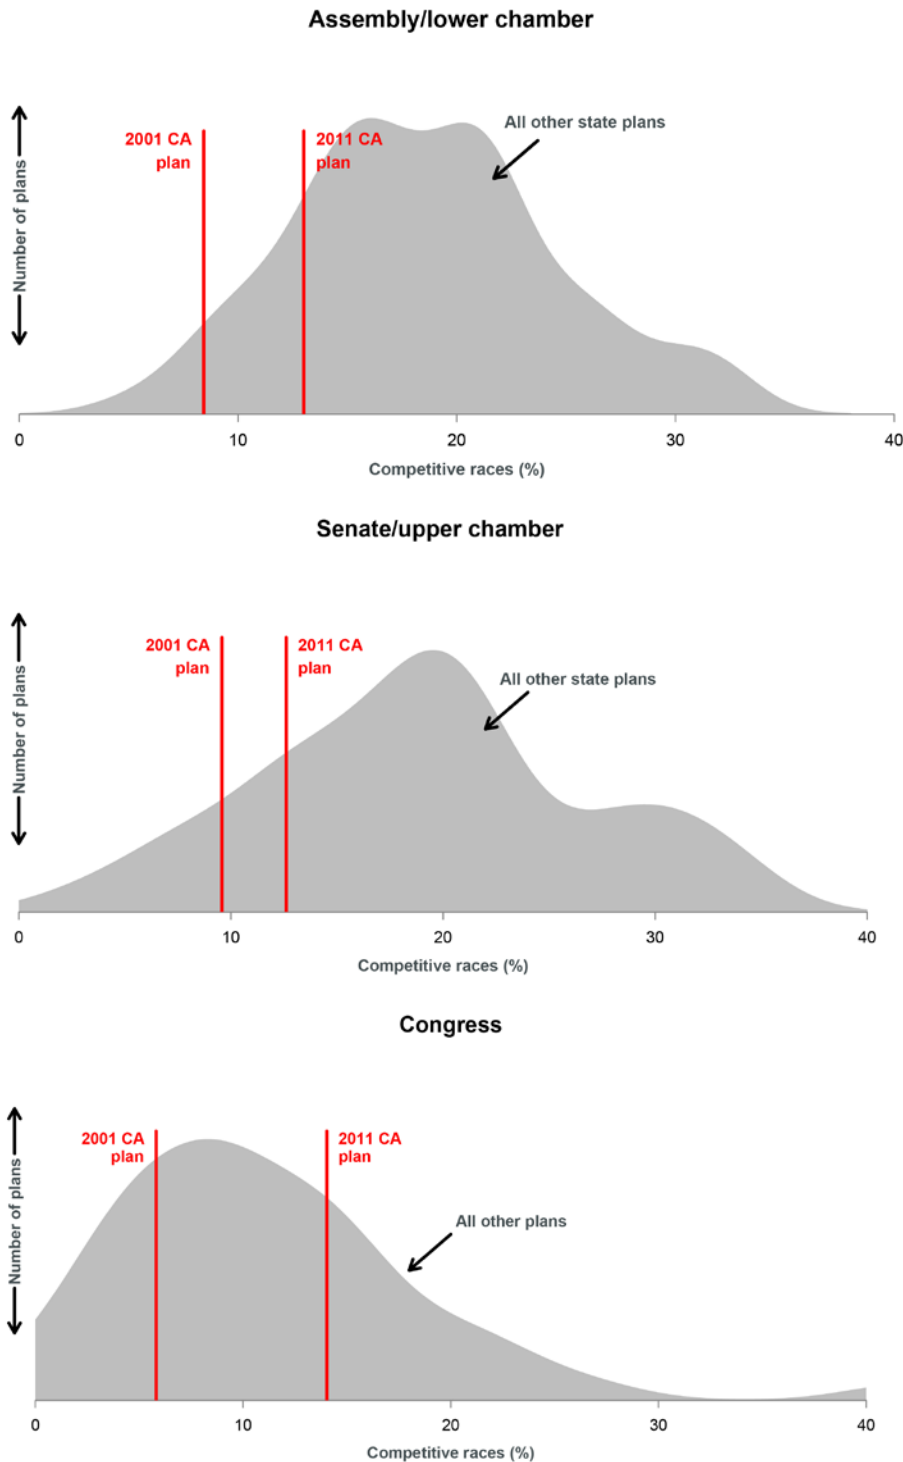 Assembly/lower chamber
Number of plans
2001 CA
plan
2011 CA
plan
All other state plans
0 10 20 30 40
Competitive races (%)
Senate/upper chamber
Number of plans
2001 CA
plan
2011 CA
plan
All other state plans
0 10 20 30 40
Competitive races (%)
Congress
Number of plans
2001 CA
plan
2011 CA
plan
All other plans
0 10 20 30 40
Competitive races (%)